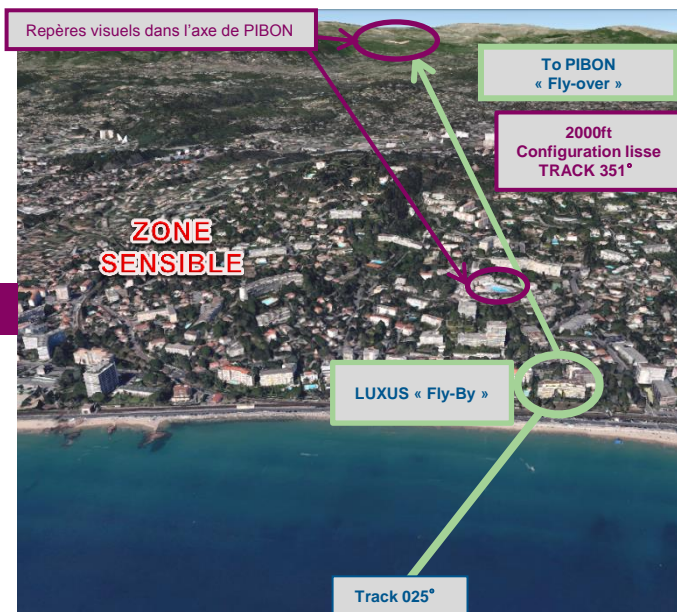 Repères visuels dans l'axe de PIBON
To PIBON
« Fly-over »
2000ft
Configuration lisse
TRACK 351°
ZONE
SENSIBLE
LUXUS « Fly-By »
Track 025°